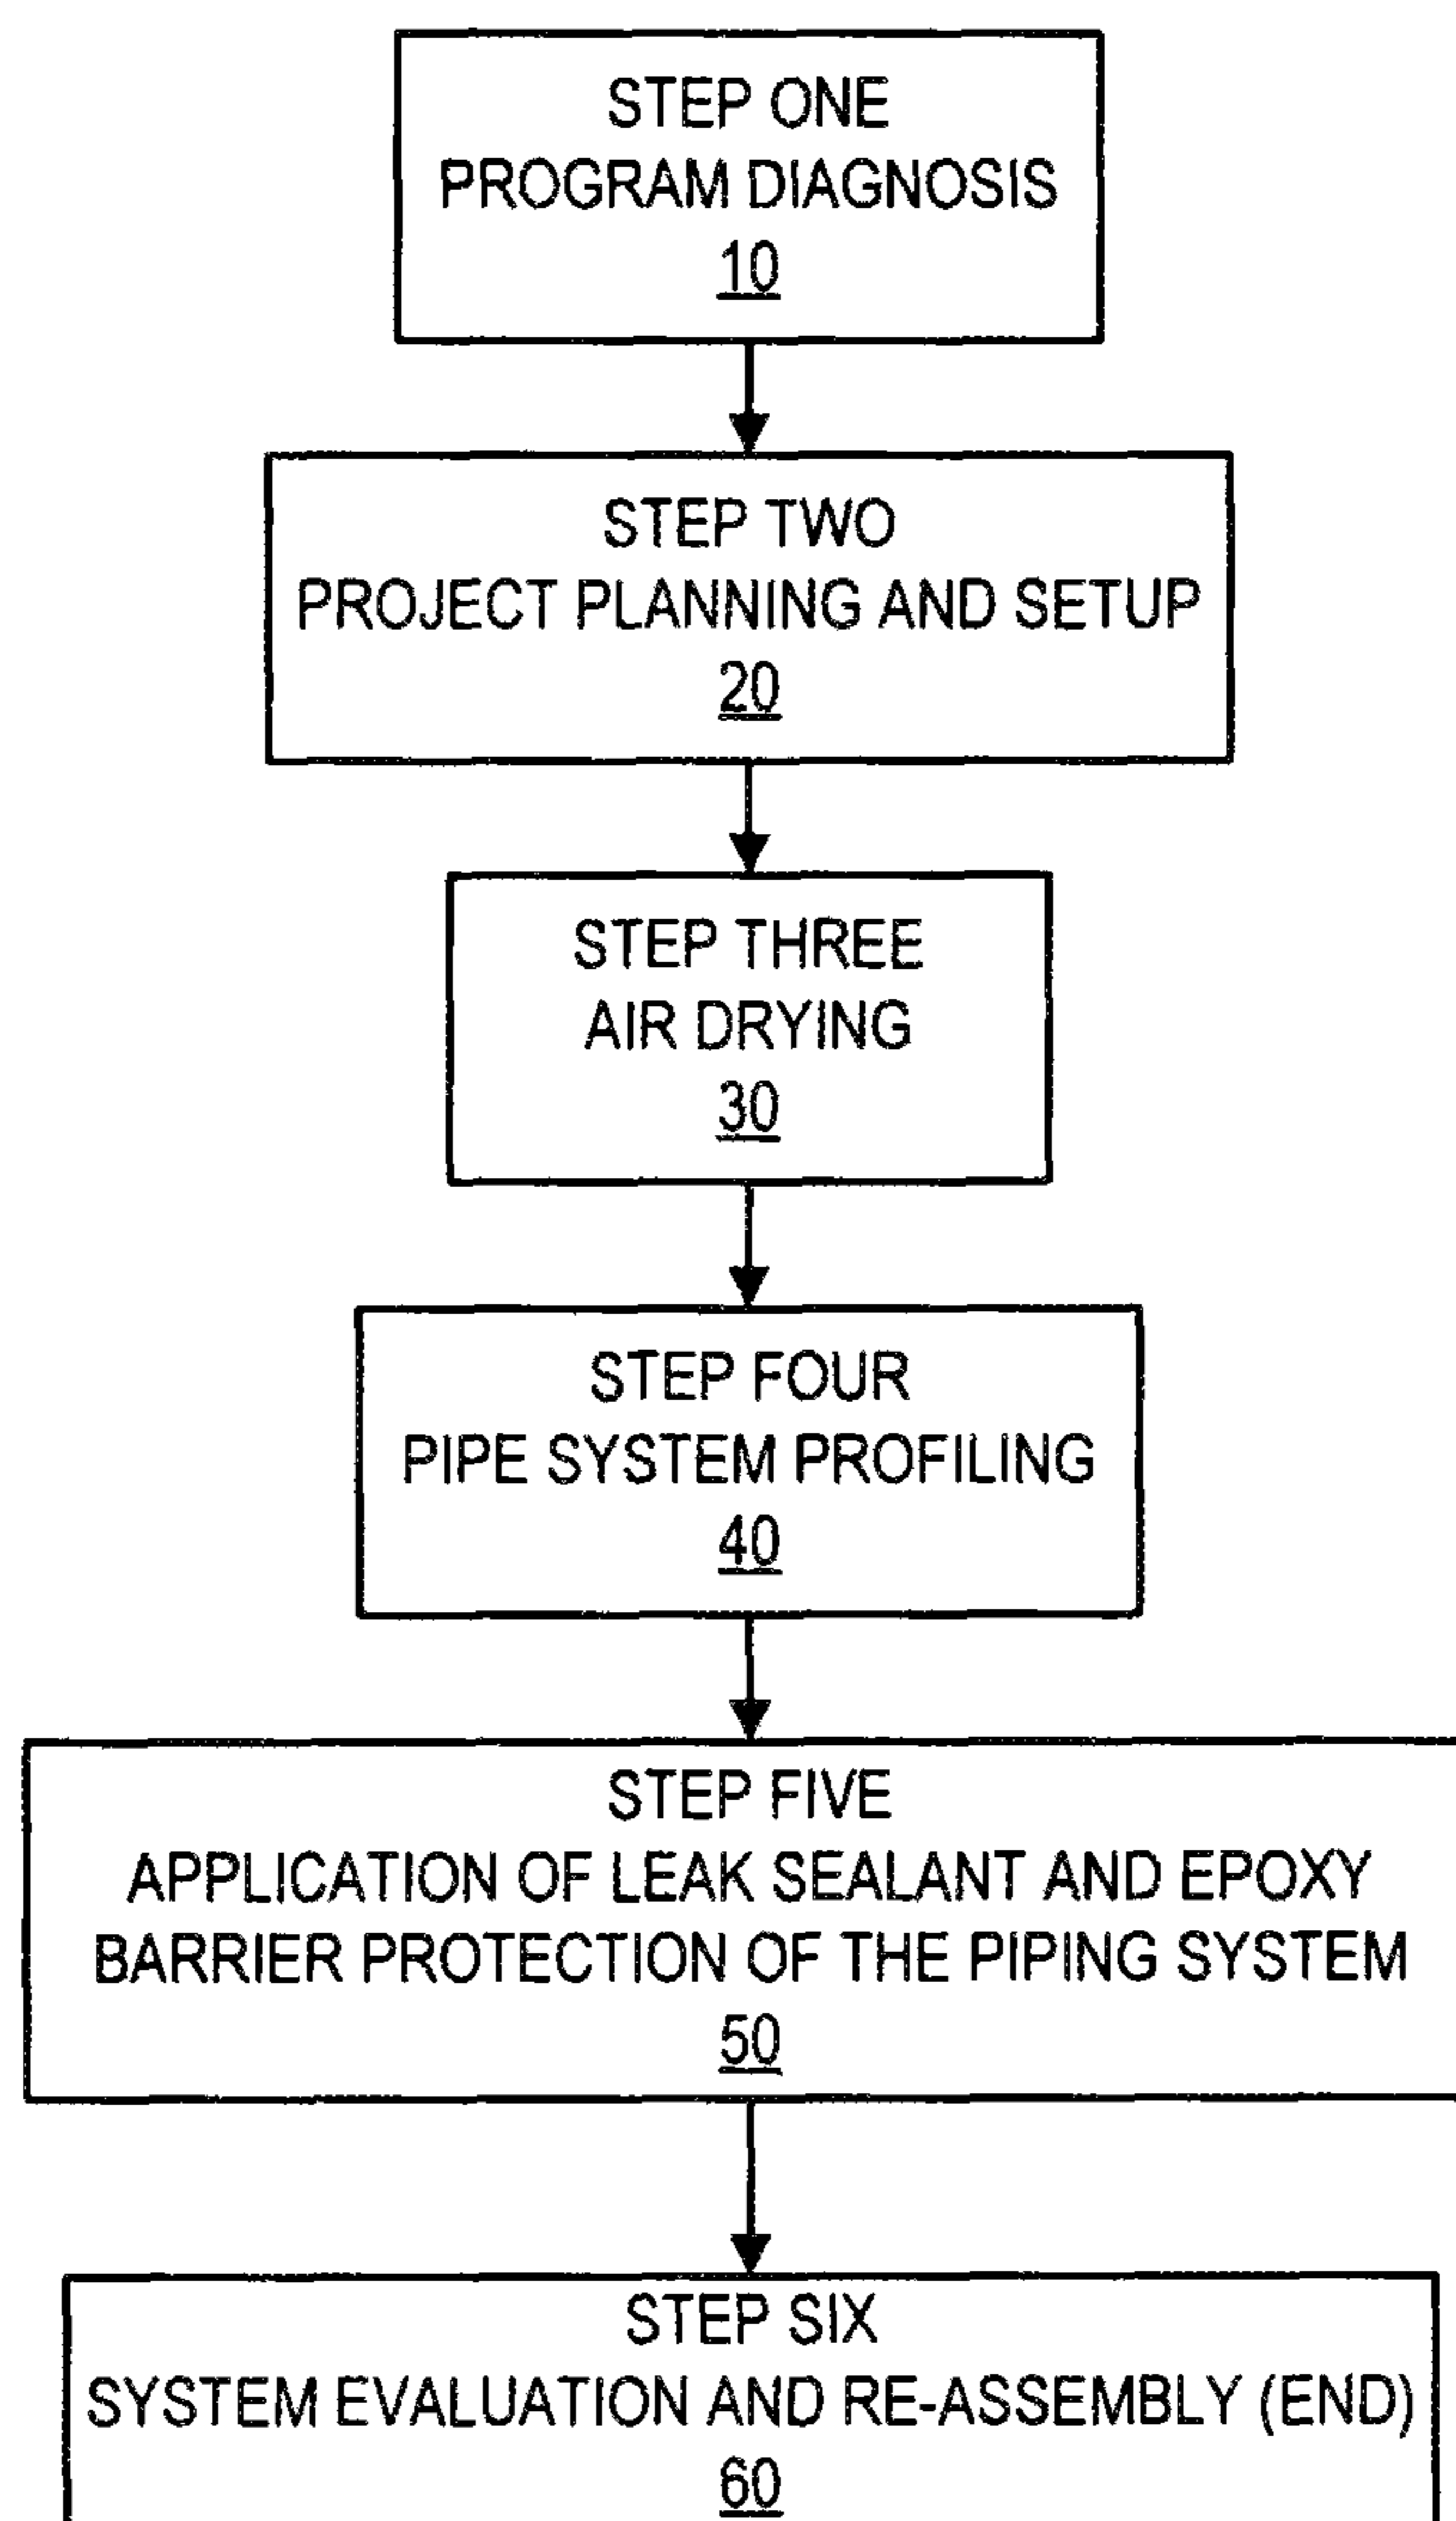 STEP ONE
PROGRAM DIAGNOSIS
10
STEP TWO
PROJECT PLANNING AND SETUP
20
STEP THREE
AIR DRYING
30
STEP FOUR
PIPE SYSTEM PROFILING
40
STEP FIVE
APPLICATION OF LEAK SEALANT AND EPOXY
BARRIER PROTECTION OF THE PIPING SYSTEM
50
STEP SIX
SYSTEM EVALUATION AND RE-ASSEMBLY (END)
60